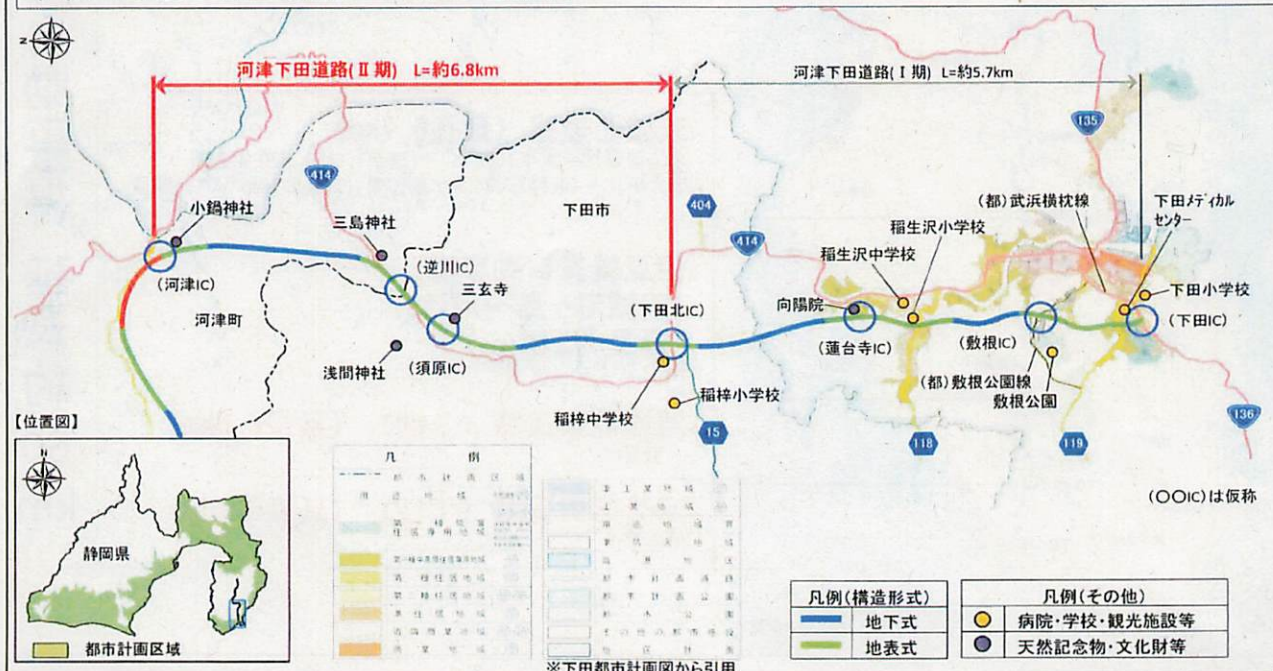 河津下田道路(Ⅱ期) L=約6.8km
河津下田道路(Ⅰ期) L=約5.7km
135
414
小鍋神社
三島神社
下田市
404
414
(都)武浜横枕線
下田メディカル
センター
稲生沢小学校
稲生沢中学校
(逆川IC)
(河津IC)
三玄寺
向陽院
下田小学校
河津町
(下田北IC)
(下田IC)
(蓮台寺IC)
(敷根IC)
浅間神社
(須原IC)
(都)敷根公園線
敷根公園
稲梓中学校
稲梓小学校
136
【位置図】
15
118
119
N
静岡県
都市計画区域
凡例
都市計画区域
用途地域
(○○IC)は仮称
凡例(構造形式)
地下式
地表式
凡例(その他)
病院・学校・観光施設等
天然記念物・文化財等
※下田都市計画図から引用